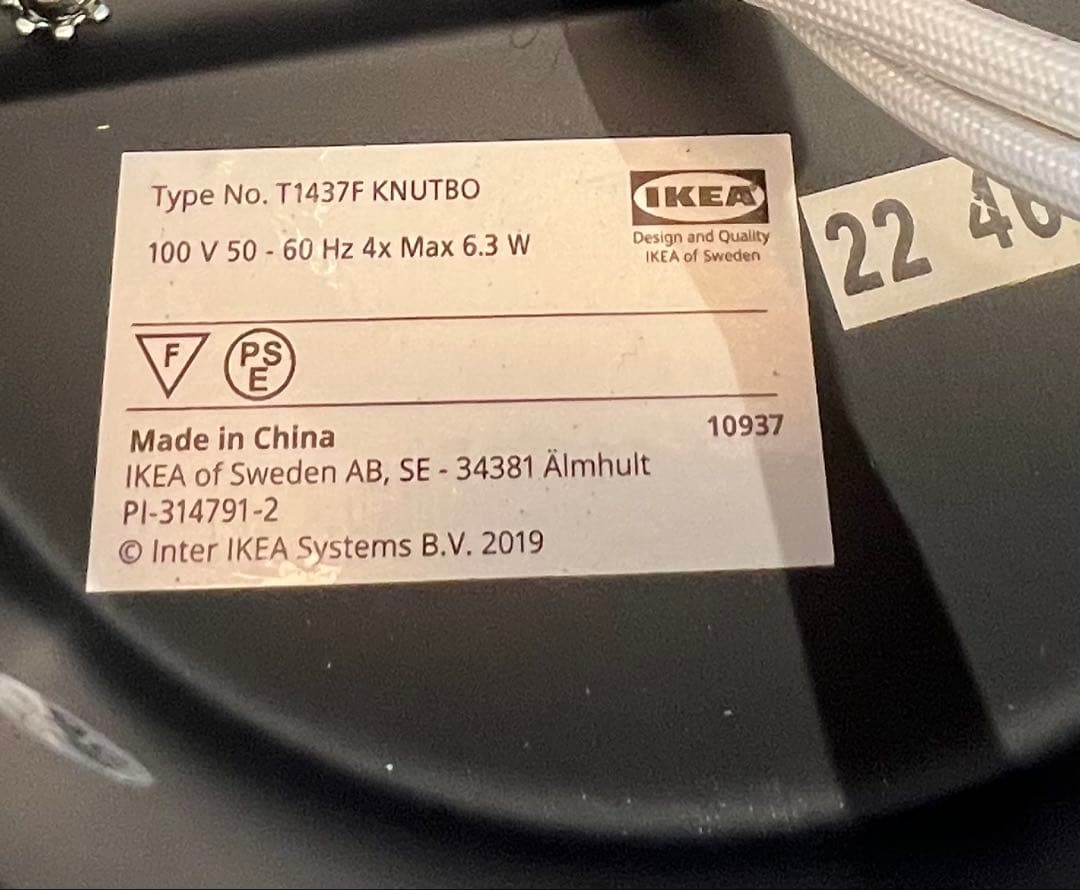 Type No. T1437F KNUTBO
100 V 50 - 60 Hz 4x Max 6.3 W
IKEA
Design and Quality
IKEA of Sweden
22
F
PS
E
Made in China
10937
IKEA of Sweden AB, SE - 34381 Älmhult
PI-314791-2
© Inter IKEA Systems B.V. 2019